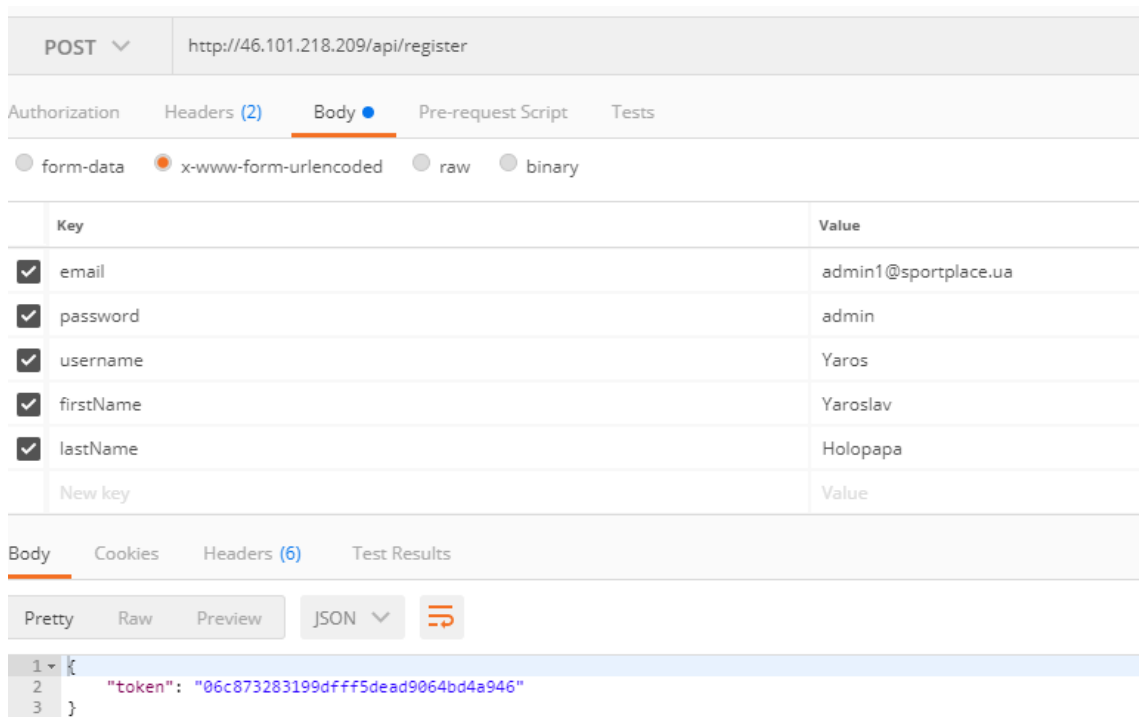 POST http://46.101.218.209/api/register
Authorization Headers (2) Body Pre-request Script Tests
form-data x-www-form-urlencoded raw binary
Key Value
email admin1@sportplace.ua
password admin
username Yaros
firstName Yaroslav
lastName Holopapa
New key Value
Body Cookies Headers (6) Test Results
Pretty Raw Preview JSON
1 {
2 "token": "06c873283199dfff5dead9064bd4a946"
3 }